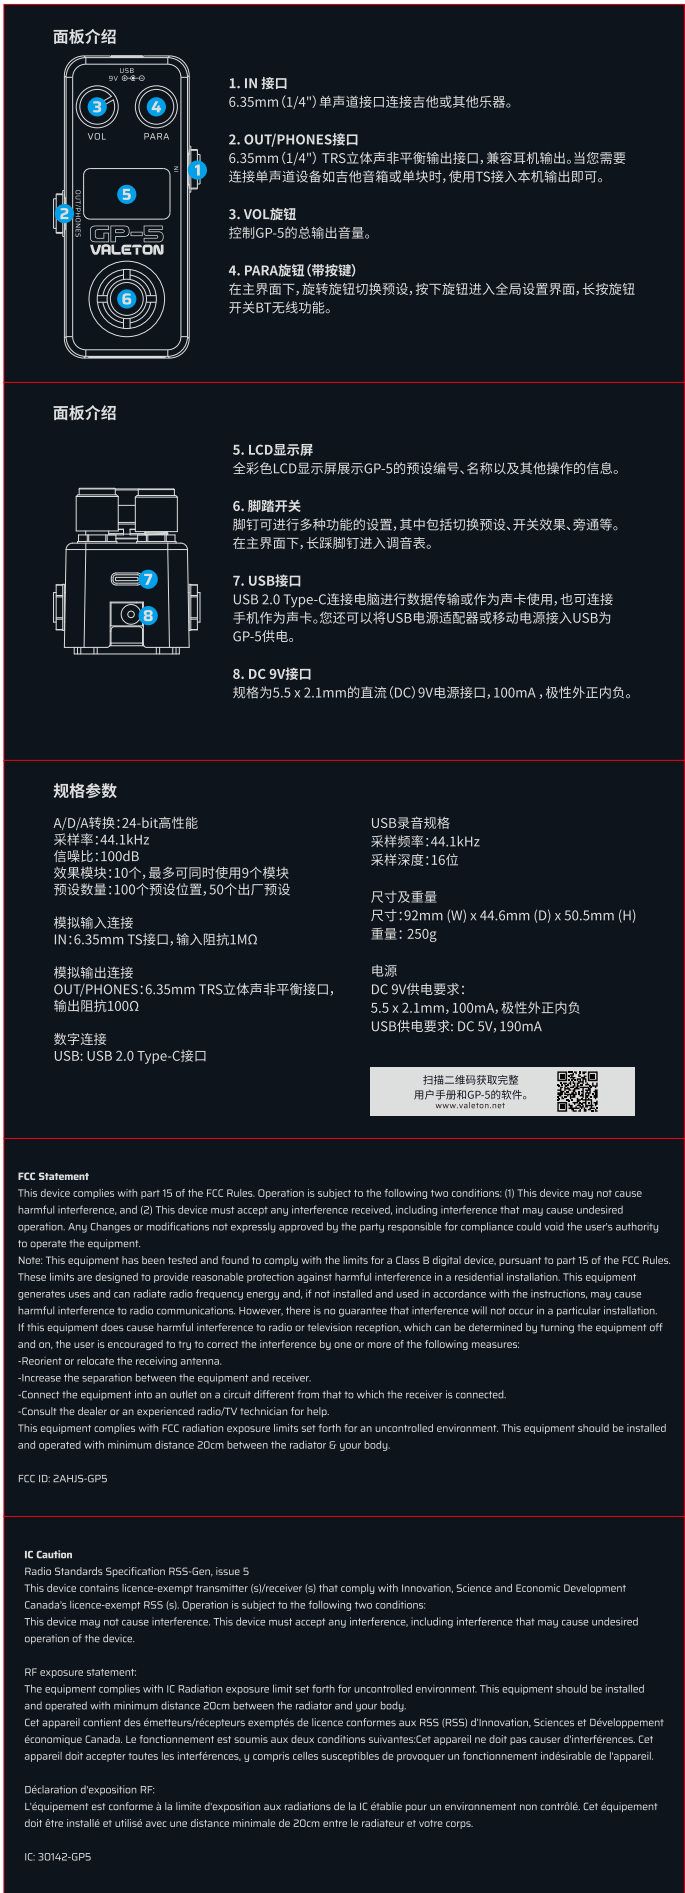 面板介绍
USB
9V
3
4
VOL
PARA
IN
1
5
2
OUT/PHONES
GP-5
VALETON
6
1. IN 接口
6.35mm（1/4"）单声道接口连接吉他或其他乐器。
2. OUT/PHONES接口
6.35mm（1/4"） TRS立体声非平衡输出接口，兼容耳机输出。当您需要
连接单声道设备如吉他音箱或单块时，使用TS接入本机输出即可。
3. VOL旋钮
控制GP-5的总输出音量。
4. PARA旋钮（带按键）
在主界面下，旋转旋钮切换预设，按下旋钮进入全局设置界面，长按旋钮
开关BT无线功能。
面板介绍
7
8
5. LCD显示屏
全彩色LCD显示屏展示GP-5的预设编号、名称以及其他操作的信息。
6. 脚踏开关
脚钉可进行多种功能的设置，其中包括切换预设、开关效果、旁通等。
在主界面下，长踩脚钉进入调音表。
7. USB接口
USB 2.0 Type-C连接电脑进行数据传输或作为声卡使用，也可连接
手机作为声卡。您还可以将USB电源适配器或移动电源接入USB为
GP-5供电。
8. DC 9V接口
规格为5.5 x 2.1mm的直流（DC）9V电源接口，100mA ，极性外正内负。
规格参数
A/D/A转换：24-bit高性能
采样率：44.1kHz
信噪比：100dB
效果模块：10个，最多可同时使用9个模块
预设数量：100个预设位置，50个出厂预设
模拟输入连接
IN：6.35mm TS接口，输入阻抗1MΩ
模拟输出连接
OUT/PHONES：6.35mm TRS立体声非平衡接口，
输出阻抗100Ω
数字连接
USB: USB 2.0 Type-C接口
USB录音规格
采样频率：44.1kHz
采样深度：16位
尺寸及重量
尺寸：92mm (W) x 44.6mm (D) x 50.5mm (H)
重量： 250g
电源
DC 9V供电要求：
5.5 x 2.1mm，100mA，极性外正内负
USB供电要求: DC 5V，190mA
扫描二维码获取完整
用户手册和GP-5的软件。
www.valeton.net
FCC Statement
This device complies with part 15 of the FCC Rules. Operation is subject to the following two conditions: (1) This device may not cause
harmful interference, and (2) This device must accept any interference received, including interference that may cause undesired
operation. Any Changes or modifications not expressly approved by the party responsible for compliance could void the user's authority
to operate the equipment.
Note: This equipment has been tested and found to comply with the limits for a Class B digital device, pursuant to part 15 of the FCC Rules.
These limits are designed to provide reasonable protection against harmful interference in a residential installation. This equipment
generates uses and can radiate radio frequency energy and, if not installed and used in accordance with the instructions, may cause
harmful interference to radio communications. However, there is no guarantee that interference will not occur in a particular installation.
If this equipment does cause harmful interference to radio or television reception, which can be determined by turning the equipment off
and on, the user is encouraged to try to correct the interference by one or more of the following measures:
-Reorient or relocate the receiving antenna.
-Increase the separation between the equipment and receiver.
-Connect the equipment into an outlet on a circuit different from that to which the receiver is connected.
-Consult the dealer or an experienced radio/TV technician for help.
This equipment complies with FCC radiation exposure limits set forth for an uncontrolled environment. This equipment should be installed
and operated with minimum distance 20cm between the radiator & your body.
FCC ID: 2AHJS-GP5
IC Caution
Radio Standards Specification RSS-Gen, issue 5
This device contains licence-exempt transmitter (s)/receiver (s) that comply with Innovation, Science and Economic Development
Canada's licence-exempt RSS (s). Operation is subject to the following two conditions:
This device may not cause interference. This device must accept any interference, including interference that may cause undesired
operation of the device.
RF exposure statement:
The equipment complies with IC Radiation exposure limit set forth for uncontrolled environment. This equipment should be installed
and operated with minimum distance 20cm between the radiator and your body.
Cet appareil contient des émetteurs/récepteurs exemptés de licence conformes aux RSS (RSS) d'Innovation, Sciences et Développement
économique Canada. Le fonctionnement est soumis aux deux conditions suivantes:Cet appareil ne doit pas causer d'interférences. Cet
appareil doit accepter toutes les interférences, y compris celles susceptibles de provoquer un fonctionnement indésirable de l'appareil.
Déclaration d'exposition RF:
L'équipement est conforme à la limite d'exposition aux radiations de la IC établie pour un environnement non contrôlé. Cet équipement
doit être installé et utilisé avec une distance minimale de 20cm entre le radiateur et votre corps.
IC: 30142-GP5